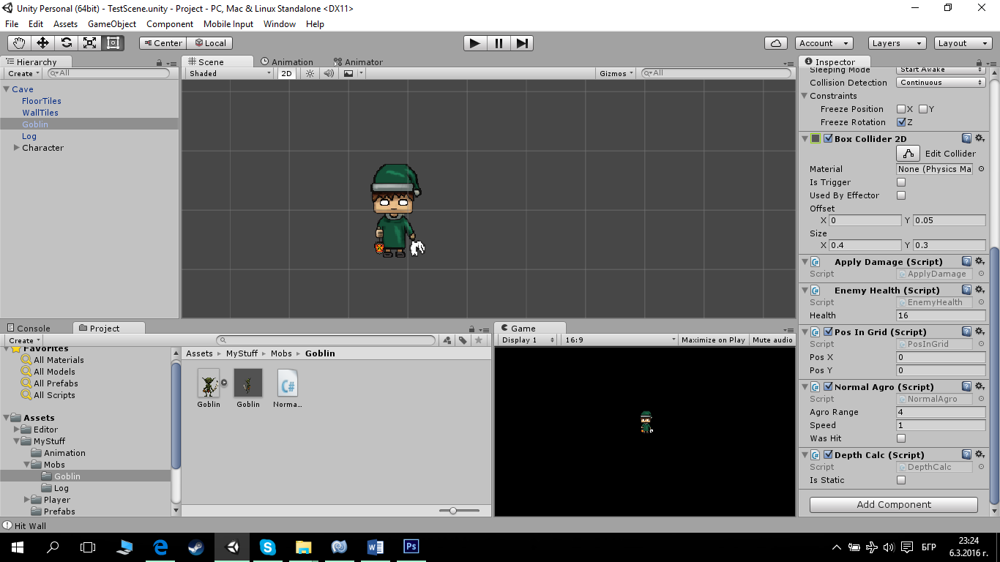 Unity Personal (64bit) - TestScene.unity - Project - PC, Mac & Linux Standalone <DX11>
File Edit Assets GameObject Component Mobile Input Window Help
Center Local Account Layers Layout
Hierarchy
Create All
Cave
FloorTiles
WallTiles
Goblin
Log
Character
Scene Animation Animator
Shaded 2D Gizmos All
Console Project
Create
Favorites
All Materials
All Models
All Prefabs
All Scripts
Assets
Editor
MyStuff
Animation
Mobs
Goblin
Log
Player
Prefabs
Assets MyStuff Mobs Goblin
Goblin Goblin Norma...
Game
Display 1 16:9 Maximize on Play Mute audio
Inspector
Sleeping Mode Start Awake
Collision Detection Continuous
Constraints
Freeze Position X Y
Freeze Rotation Z
Box Collider 2D
Edit Collider
Material None (Physics Ma
Is Trigger
Used By Effector
Offset
X 0 Y 0.05
Size
X 0.4 Y 0.3
Apply Damage (Script)
Script ApplyDamage
Enemy Health (Script)
Script EnemyHealth
Health 16
Pos In Grid (Script)
Script PosInGrid
Pos X 0
Pos Y 0
Normal Agro (Script)
Script NormalAgro
Agro Range 4
Speed 1
Was Hit
Depth Calc (Script)
Script DepthCalc
Is Static
Add Component
Hit Wall
Ps
БГР
23:24
6.3.2016 г.